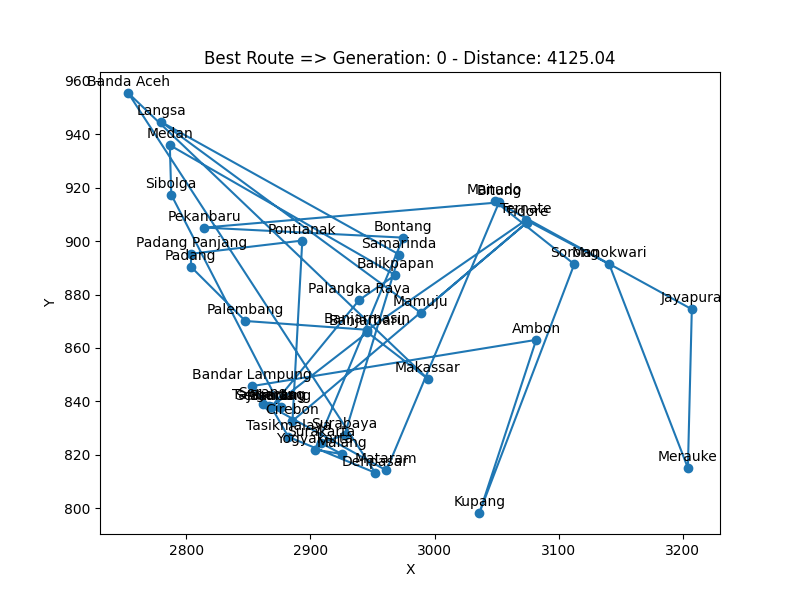 Best Route => Generation: 0 - Distance: 4125.04
960
Banda Aceh
Langsa
940
Medan
Sibolga
920
Manado
Pekanbaru
Ternate
Tidore
Pontianak
Bontang
900
Padang Panjang
Samarinda
Padang
Balikpapan
Sorong
Manokwari
880
Palangka Raya
Mamuju
Jayapura
Palembang
Banjarmasin
Banjarbaru
Ambon
860
Makassar
Bandar Lampung
840
Cirebon
Tasikmalaya
Surabaya
Surakarta
Yogyakarta
Malang
820
Denpasar
Mataram
Merauke
Kupang
800
2800
2900
3000
3100
3200
X
Y